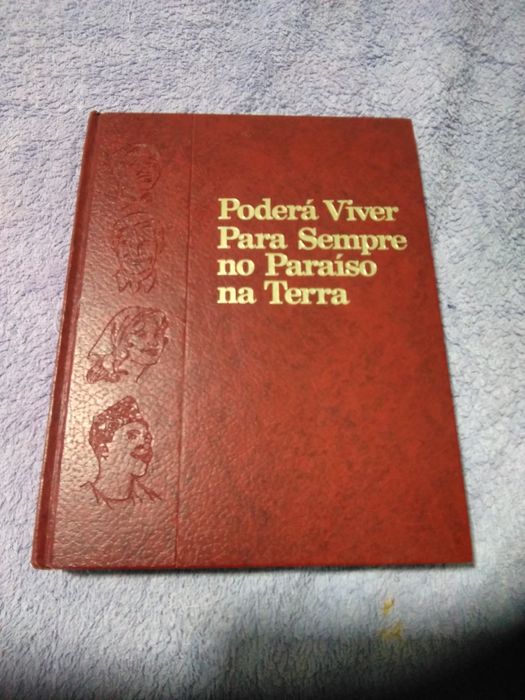 Poderá Viver
Para Sempre
no Paraíso
na Terra